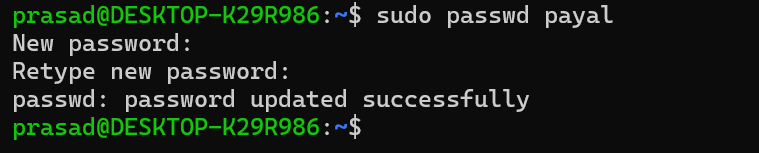 prasad@DESKTOP-K29R986:~$ sudo passwd payal
New password:
Retype new password:
passwd: password updated successfully
prasad@DESKTOP-K29R986:~$